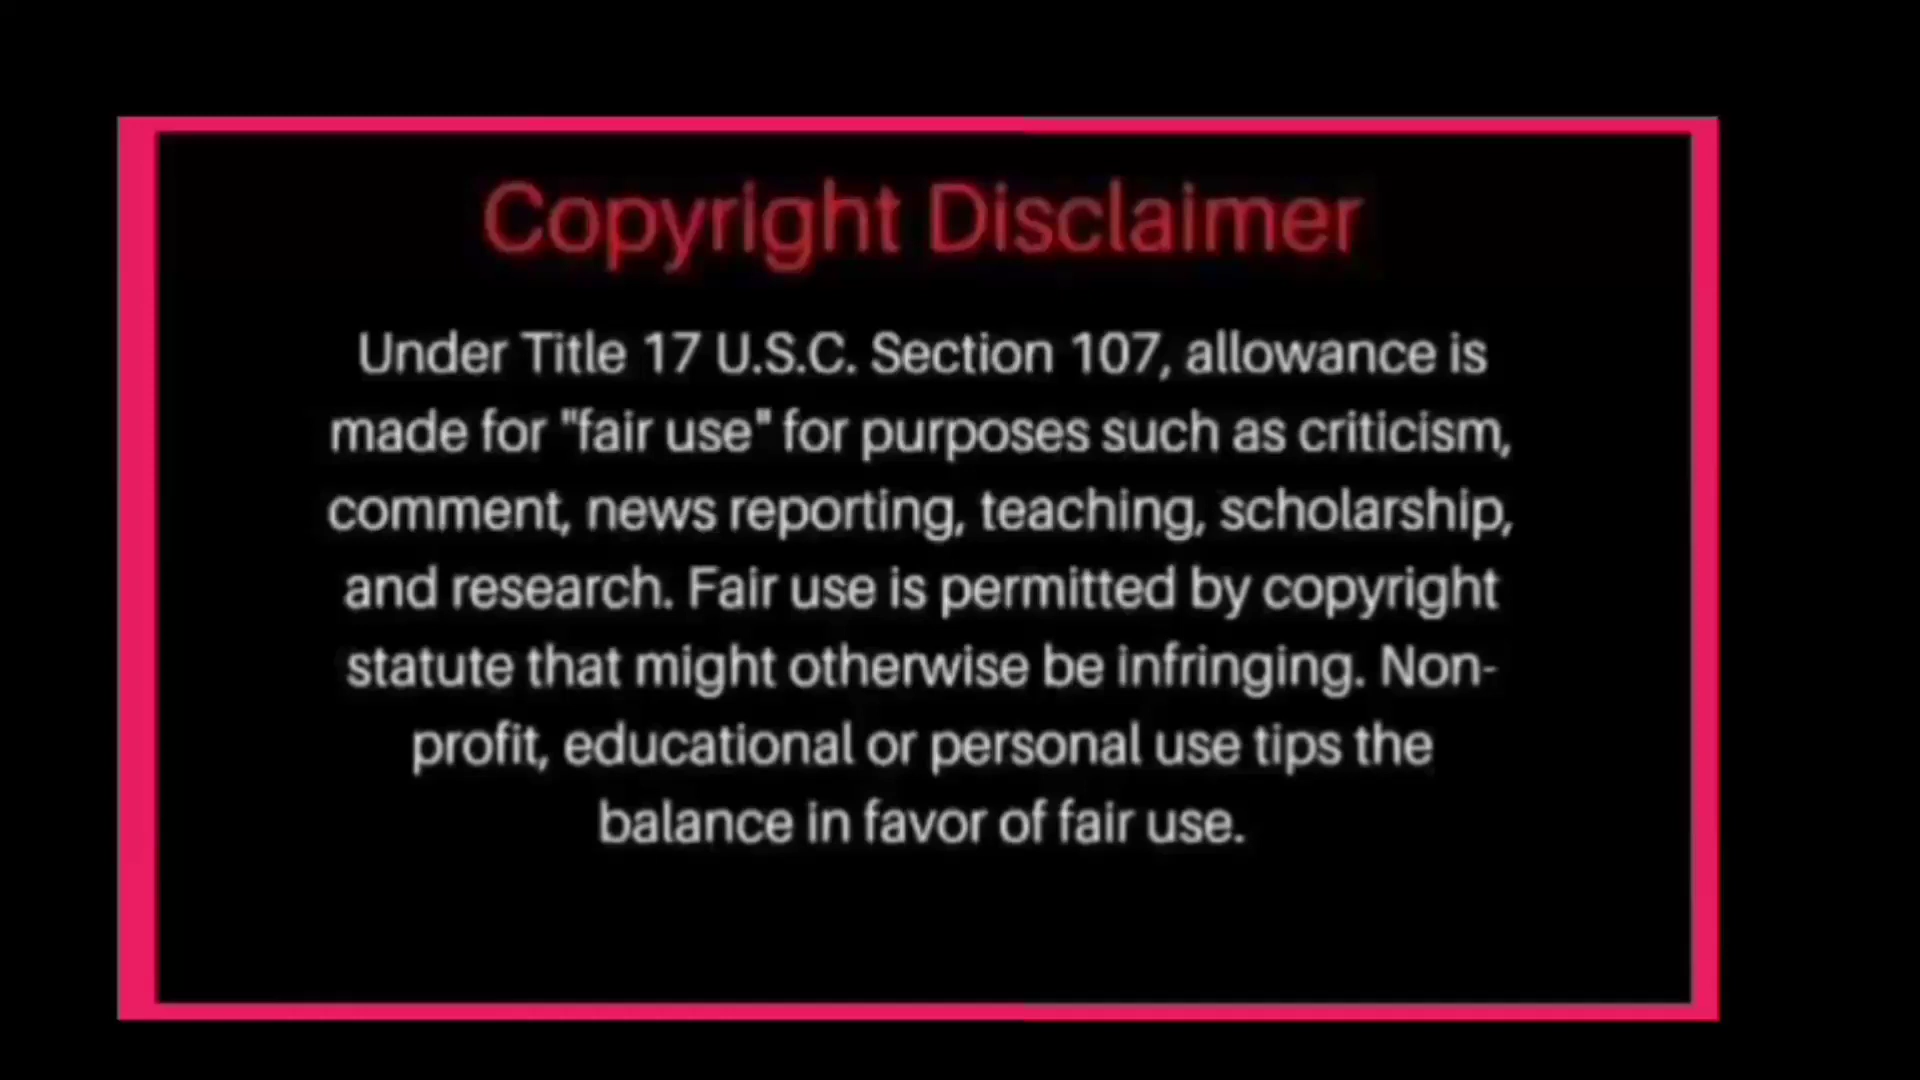 Copyright Disclaimer
Under Title 17 U.S.C. Section 107, allowance is
made for "fair use" for purposes such as criticism,
comment, news reporting, teaching, scholarship,
and research. Fair use is permitted by copyright
statute that might otherwise be infringing. Non-
profit, educational or personal use tips the
balance in favor of fair use.